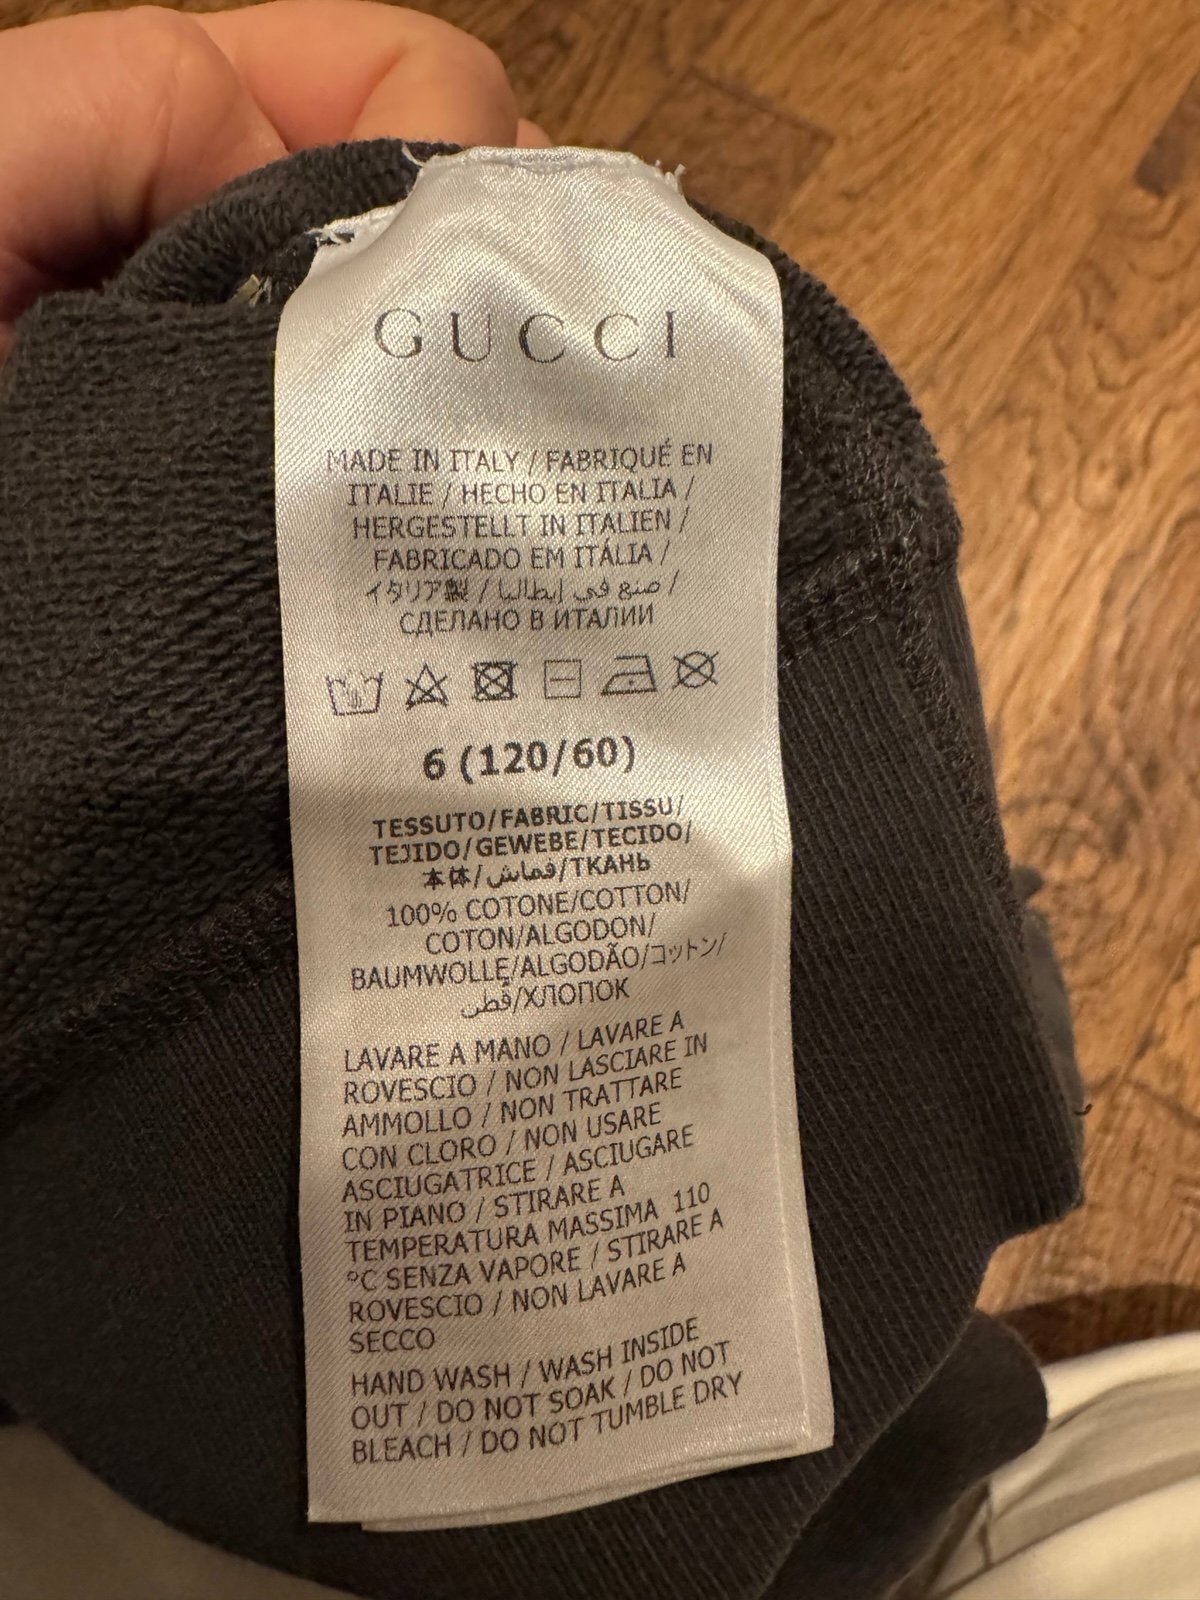 GUCCI
MADE IN ITALY / FABRIQUÉ EN
ITALIE / HECHO EN ITALIA /
HERGESTELLT IN ITALIEN /
FABRICADO EM ITÁLIA /
イタリア製 / صنع في إيطاليا /
СДЕЛАНО В ИТАЛИИ
6 (120/60)
TESSUTO/FABRIC/TISSU/
TEJIDO/GEWEBE/TECIDO/
本体/قماش/ТКАНЬ
100% COTONE/COTTON/
COTON/ALGODON/
BAUMWOLLE/ALGODÃO/コットン/
قطن/ХЛОПОК
LAVARE A MANO / LAVARE A
ROVESCIO / NON LASCIARE IN
AMMOLLO / NON TRATTARE
CON CLORO / NON USARE
ASCIUGATRICE / ASCIUGARE
IN PIANO / STIRARE A
TEMPERATURA MASSIMA 110
°C SENZA VAPORE / STIRARE A
ROVESCIO / NON LAVARE A
SECCO
HAND WASH / WASH INSIDE
OUT / DO NOT SOAK / DO NOT
BLEACH / DO NOT TUMBLE DRY